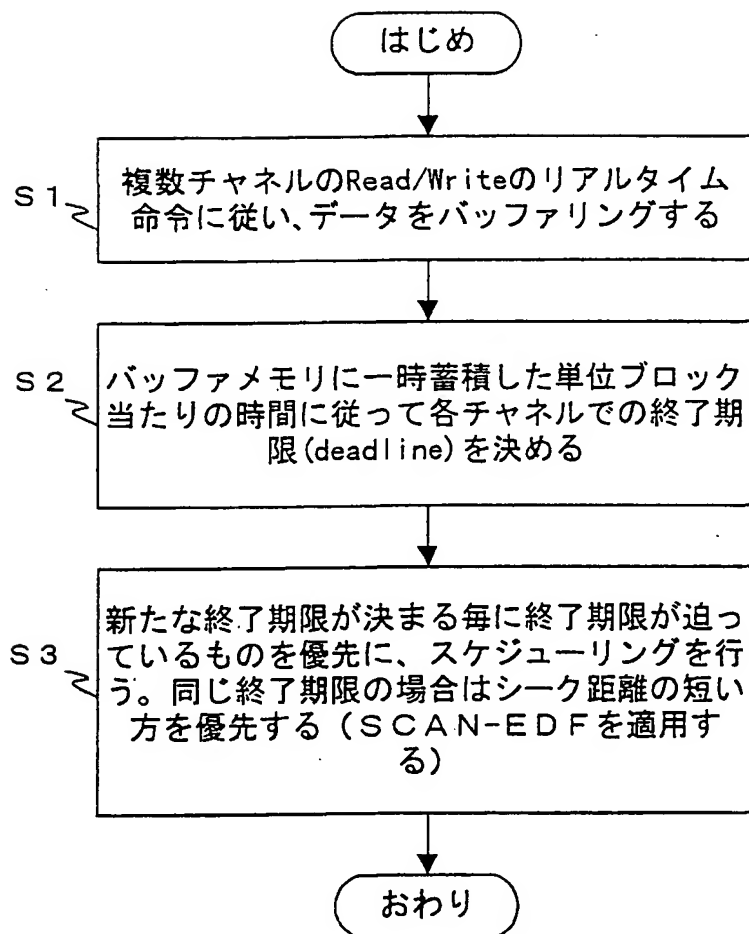 はじめ
S1
複数チャネルのRead/Writeのリアルタイム
命令に従い、データをバッファリングする
S2
バッファメモリに一時蓄積した単位ブロック
当たりの時間に従って各チャネルでの終了期
限(deadline)を決める
S3
新たな終了期限が決まる毎に終了期限が迫っ
ているものを優先に、スケジューリングを行
う。同じ終了期限の場合はシーク距離の短い
方を優先する(SCAN-EDFを適用す
る)
おわり